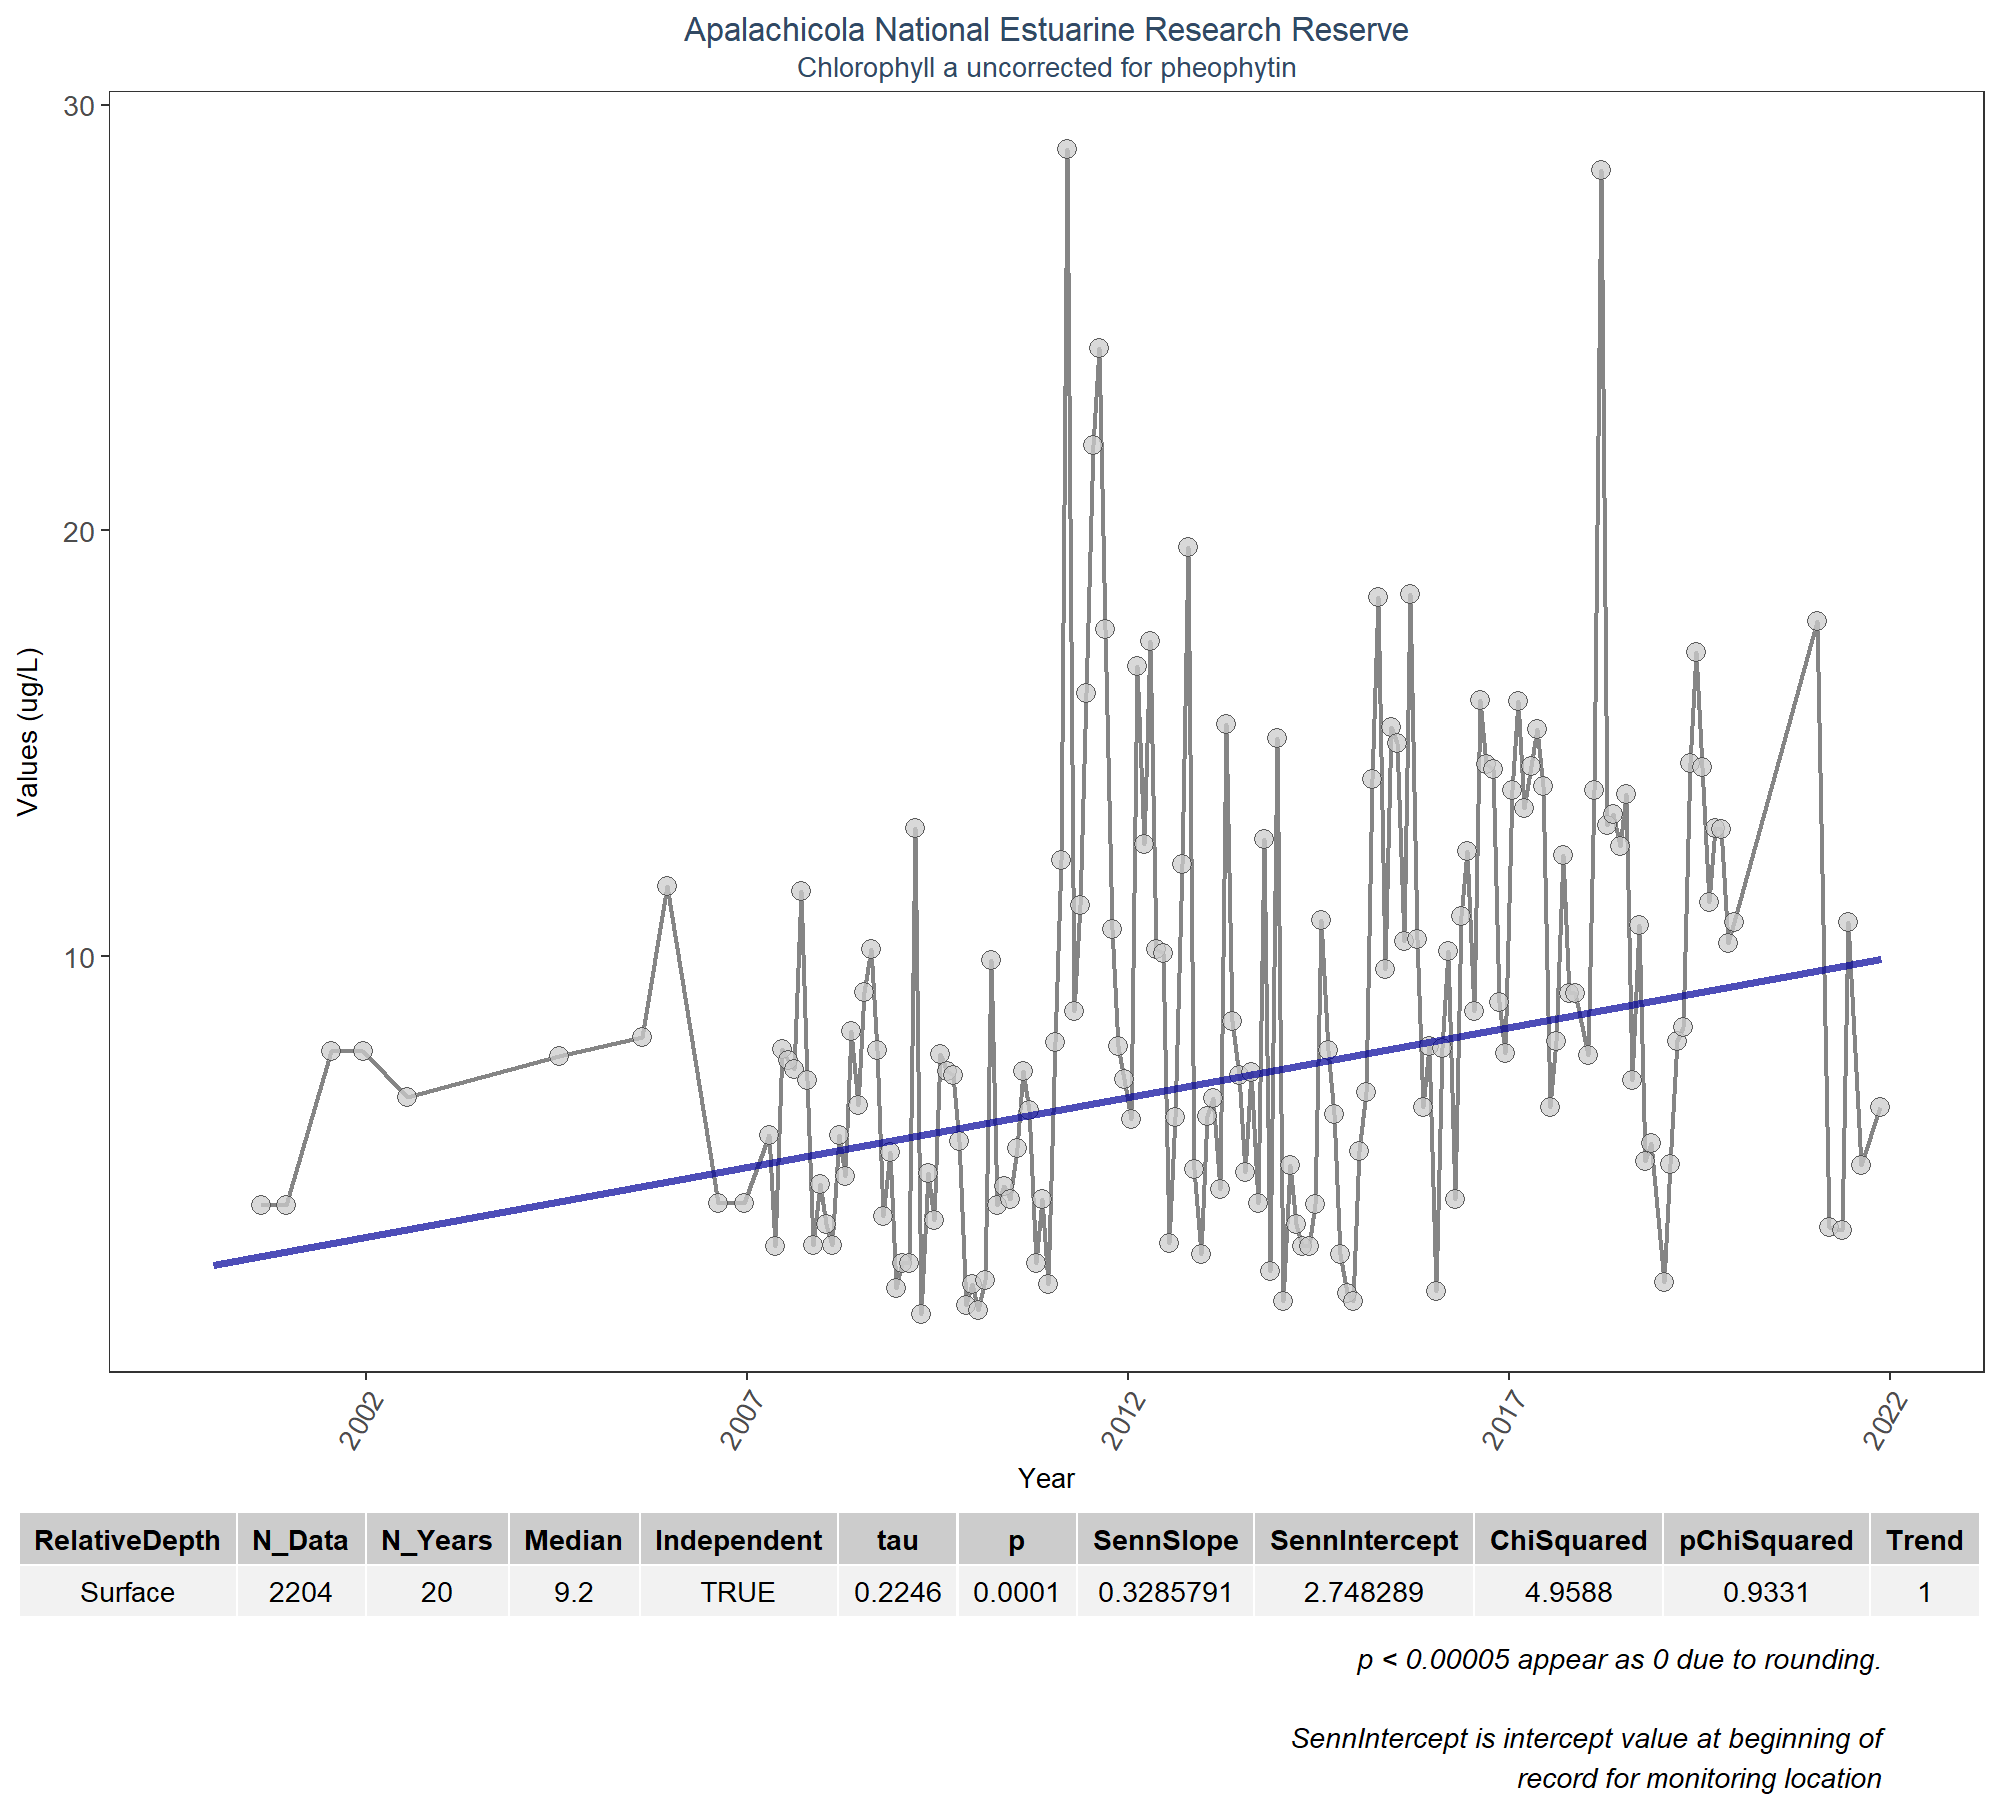 Apalachicola National Estuarine Research Reserve
Chlorophyll a uncorrected for pheophytin
30
20
10
Values (ug/L)
2002
2007
2012
2017
2022
Year
RelativeDepth N_Data N_Years Median Independent tau p SennSlope SennIntercept ChiSquared pChiSquared Trend
Surface 2204 20 9.2 TRUE 0.2246 0.0001 0.3285791 2.748289 4.9588 0.9331 1
p < 0.00005 appear as 0 due to rounding.
SennIntercept is intercept value at beginning of
record for monitoring location